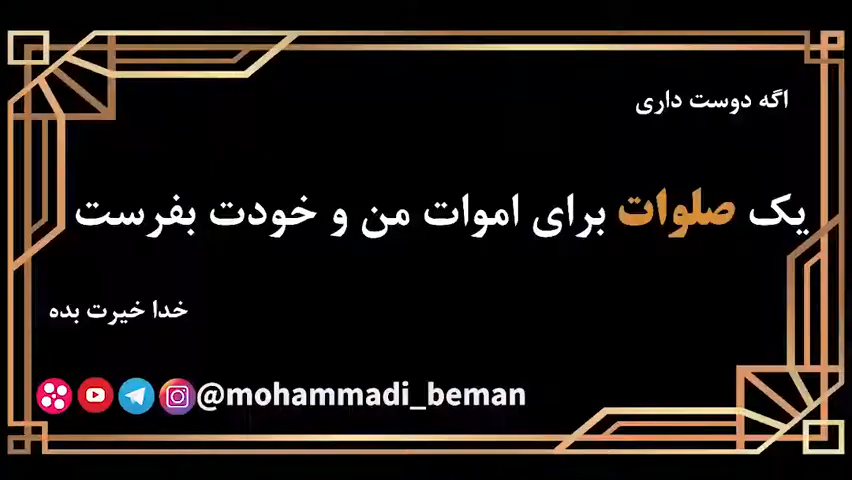 اگه دوست داری
یک صلوات برای اموات من و خودت بفرست
خدا خیرت بده
@mohammadi_beman